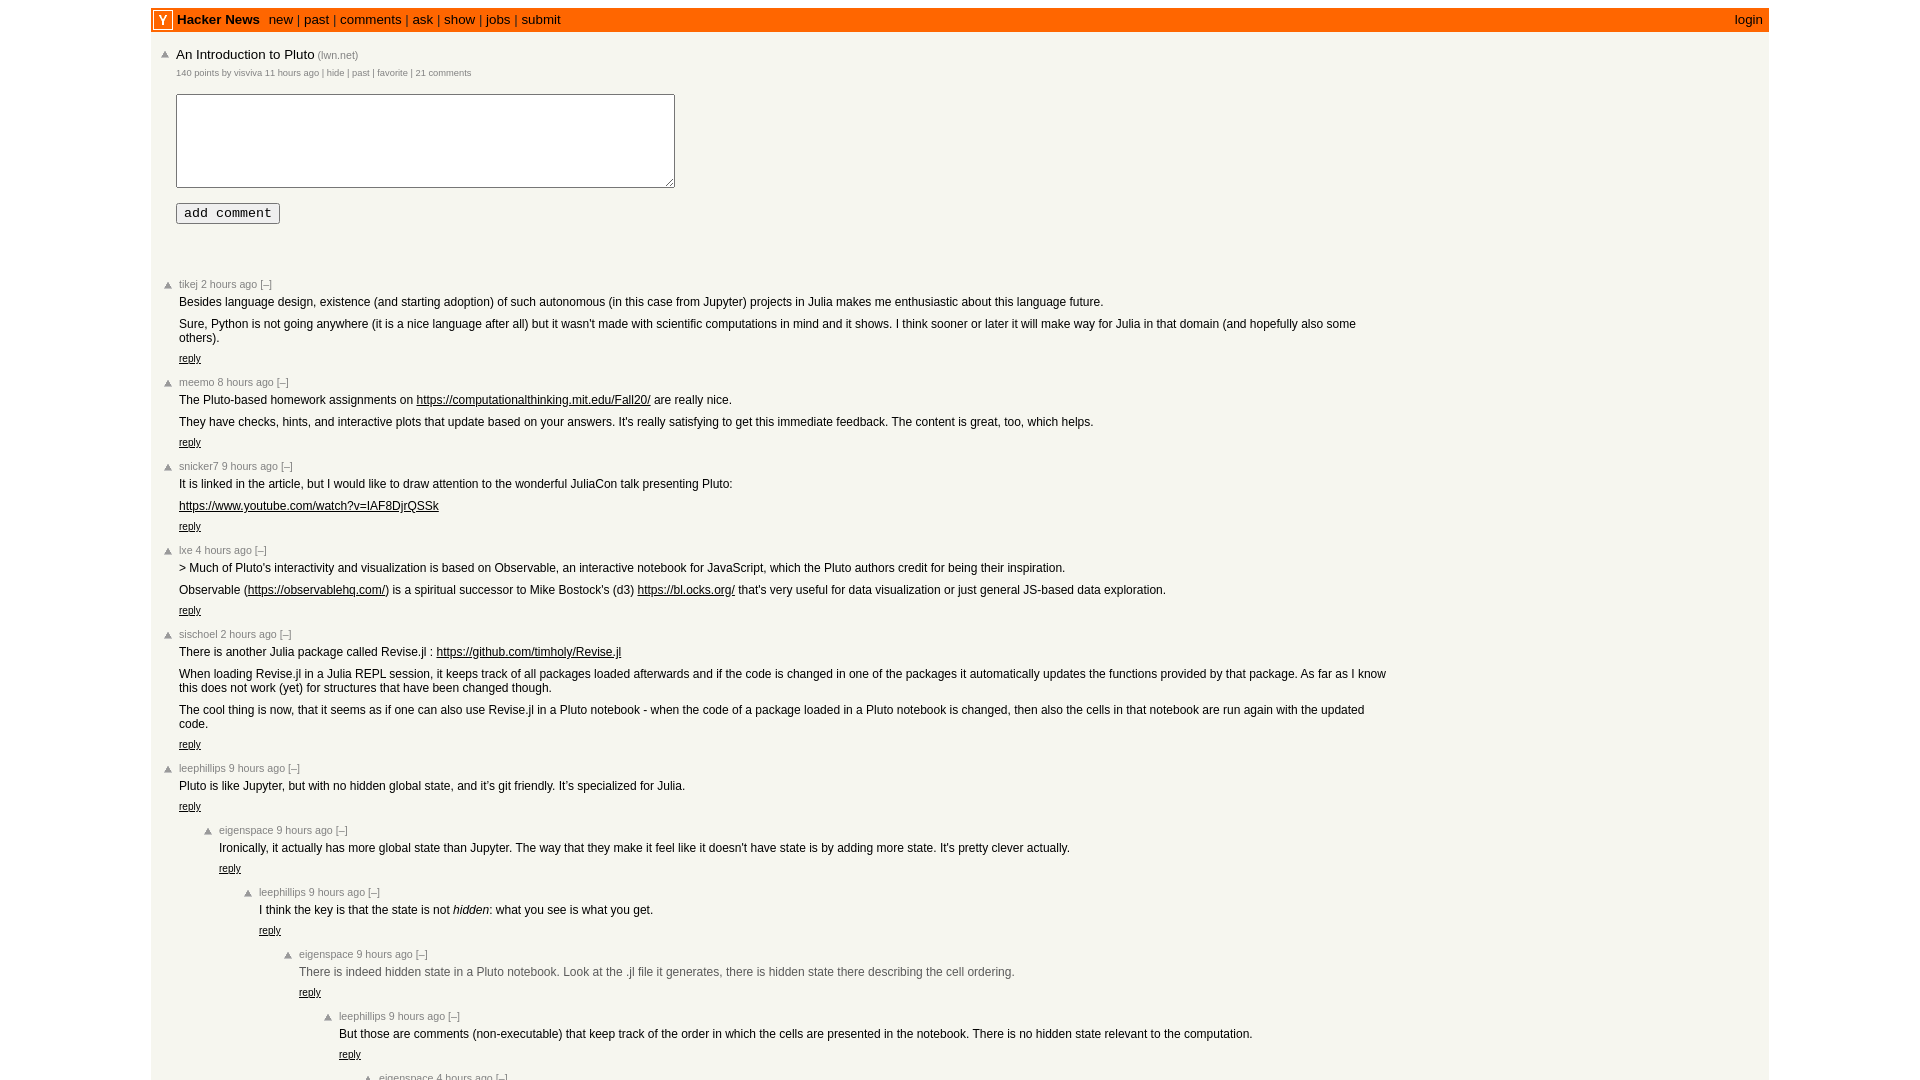 Y Hacker News new | past | comments | ask | show | jobs | submit login
An Introduction to Pluto (lwn.net)
140 points by visviva 11 hours ago | hide | past | favorite | 21 comments
add comment
tikej 2 hours ago [–]
Besides language design, existence (and starting adoption) of such autonomous (in this case from Jupyter) projects in Julia makes me enthusiastic about this language future.
Sure, Python is not going anywhere (it is a nice language after all) but it wasn't made with scientific computations in mind and it shows. I think sooner or later it will make way for Julia in that domain (and hopefully also some
others).
reply
meemo 8 hours ago [–]
The Pluto-based homework assignments on https://computationalthinking.mit.edu/Fall20/ are really nice.
They have checks, hints, and interactive plots that update based on your answers. It's really satisfying to get this immediate feedback. The content is great, too, which helps.
reply
snicker7 9 hours ago [–]
It is linked in the article, but I would like to draw attention to the wonderful JuliaCon talk presenting Pluto:
https://www.youtube.com/watch?v=IAF8DjrQSSk
reply
lxe 4 hours ago [–]
> Much of Pluto's interactivity and visualization is based on Observable, an interactive notebook for JavaScript, which the Pluto authors credit for being their inspiration.
Observable (https://observablehq.com/) is a spiritual successor to Mike Bostock's (d3) https://bl.ocks.org/ that's very useful for data visualization or just general JS-based data exploration.
reply
sischoel 2 hours ago [–]
There is another Julia package called Revise.jl : https://github.com/timholy/Revise.jl
When loading Revise.jl in a Julia REPL session, it keeps track of all packages loaded afterwards and if the code is changed in one of the packages it automatically updates the functions provided by that package. As far as I know
this does not work (yet) for structures that have been changed though.
The cool thing is now, that it seems as if one can also use Revise.jl in a Pluto notebook - when the code of a package loaded in a Pluto notebook is changed, then also the cells in that notebook are run again with the updated
code.
reply
leephillips 9 hours ago [–]
Pluto is like Jupyter, but with no hidden global state, and it’s git friendly. It’s specialized for Julia.
reply
eigenspace 9 hours ago [–]
Ironically, it actually has more global state than Jupyter. The way that they make it feel like it doesn't have state is by adding more state. It's pretty clever actually.
reply
leephillips 9 hours ago [–]
I think the key is that the state is not hidden: what you see is what you get.
reply
eigenspace 9 hours ago [–]
There is indeed hidden state in a Pluto notebook. Look at the .jl file it generates, there is hidden state there describing the cell ordering.
reply
leephillips 9 hours ago [–]
But those are comments (non-executable) that keep track of the order in which the cells are presented in the notebook. There is no hidden state relevant to the computation.
reply
eigenspace 4 hours ago [–]